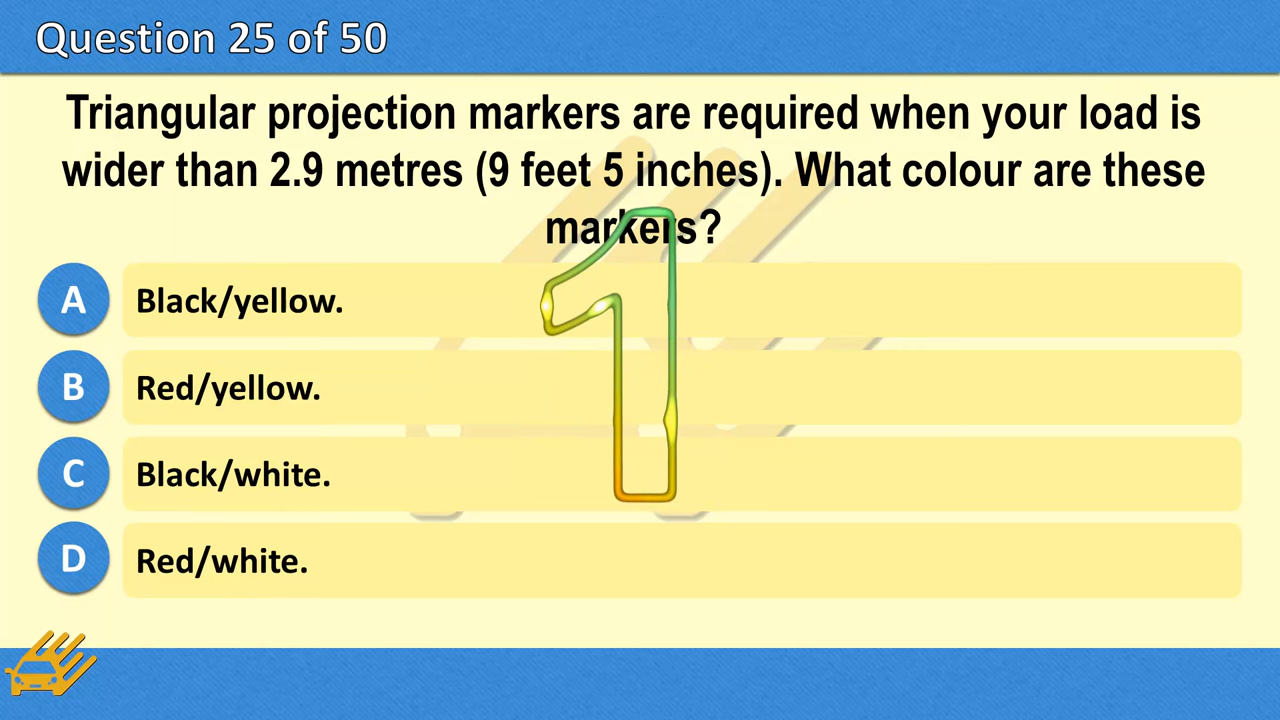 Question 25 of 50
Triangular projection markers are required when your load is
wider than 2.9 metres (9 feet 5 inches). What colour are these
markers?
1
A Black/yellow.
B Red/yellow.
C Black/white.
D Red/white.